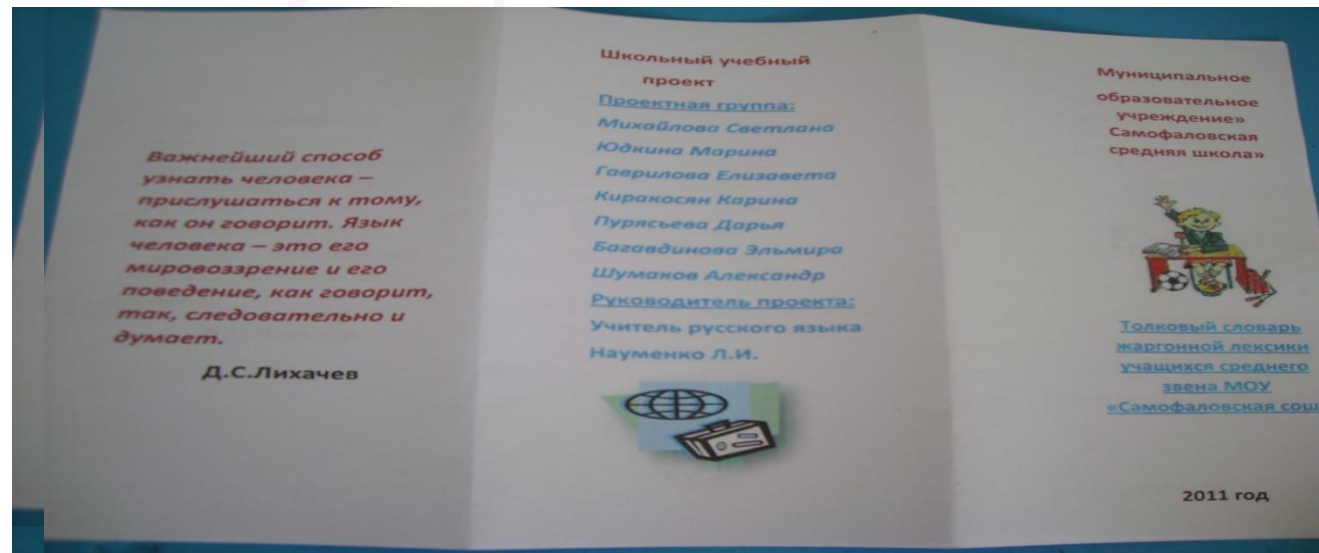 Важнейший способ
узнать человека –
прислушаться к тому,
как он говорит. Язык
человека – это его
мировоззрение и его
поведение, как говорит,
так, следовательно и
думает.
Д.С.Лихачев
Школьный учебный
проект
Проектная группа:
Михайлова Светлана
Юдкина Марина
Гаврилова Елизавета
Киракосян Карина
Пурясьева Дарья
Багавдинова Эльмира
Шумаков Александр
Руководитель проекта:
Учитель русского языка
Науменко Л.И.
Муниципальное
образовательное
учреждение»
Самофаловская
средняя школа»
Толковый словарь
жаргонной лексики
учащихся среднего
звена МОУ
«Самофаловская сош
2011 год